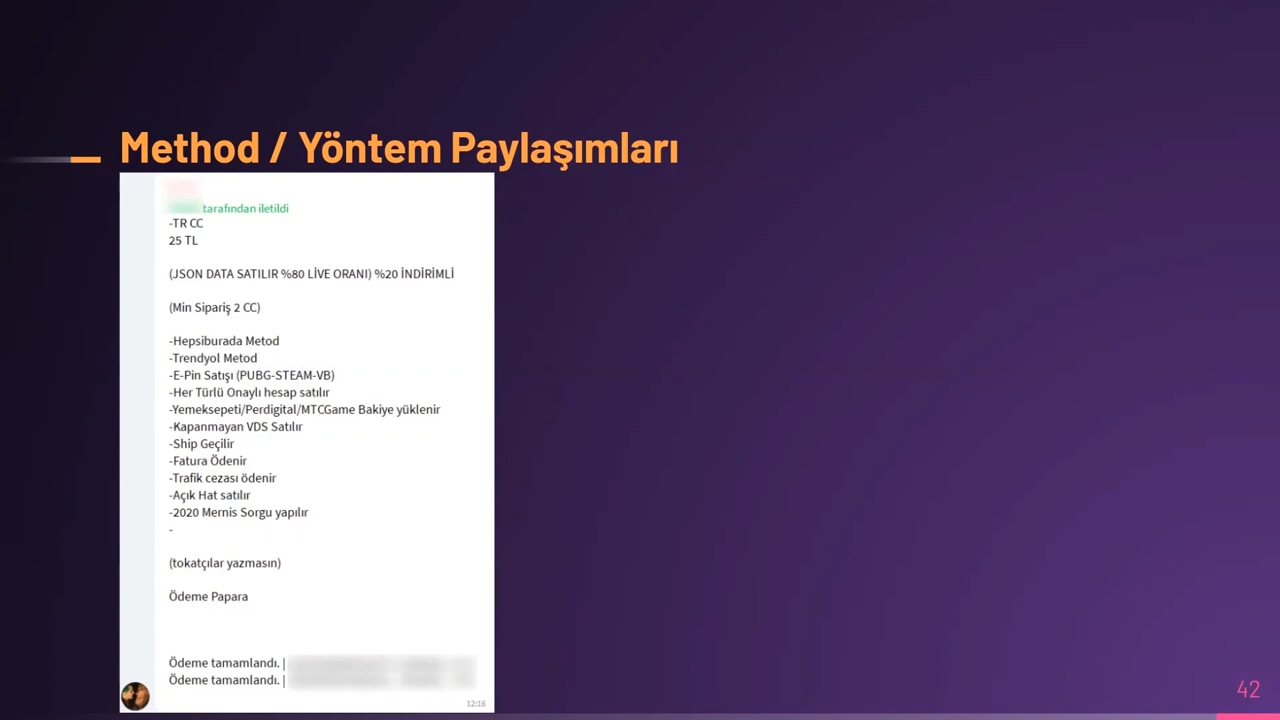 Method / Yöntem Paylaşımları
tarafından iletildi
-TR CC
25 TL
(JSON DATA SATILIR %80 LİVE ORANI) %20 İNDİRİMLİ
(Min Sipariş 2 CC)
-Hepsiburada Metod
-Trendyol Metod
-E-Pin Satışı (PUBG-STEAM-VB)
-Her Türlü Onaylı hesap satılır
-Yemeksepeti/Perdigital/MTCGame Bakiye yüklenir
-Kapanmayan VDS Satılır
-Ship Geçilir
-Fatura Ödenir
-Trafik cezası ödenir
-Açık Hat satılır
-2020 Mernis Sorgu yapılır
-
(tokatçılar yazmasın)
Ödeme Papara
Ödeme tamamlandı. |
Ödeme tamamlandı. |
12:16
42